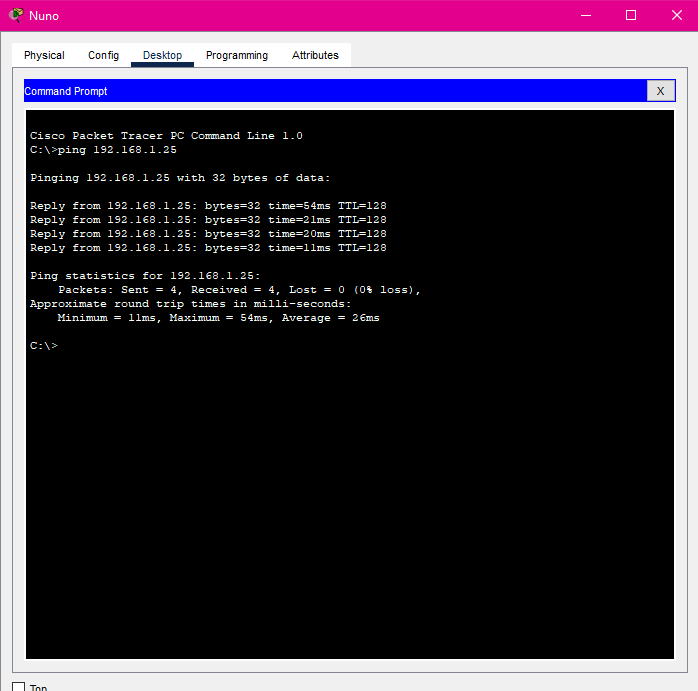 Nuno
Physical Config Desktop Programming Attributes
Command Prompt X
Cisco Packet Tracer PC Command Line 1.0
C:\>ping 192.168.1.25
Pinging 192.168.1.25 with 32 bytes of data:
Reply from 192.168.1.25: bytes=32 time=54ms TTL=128
Reply from 192.168.1.25: bytes=32 time=21ms TTL=128
Reply from 192.168.1.25: bytes=32 time=20ms TTL=128
Reply from 192.168.1.25: bytes=32 time=11ms TTL=128
Ping statistics for 192.168.1.25:
Packets: Sent = 4, Received = 4, Lost = 0 (0% loss),
Approximate round trip times in milli-seconds:
Minimum = 11ms, Maximum = 54ms, Average = 26ms
C:\>
Top